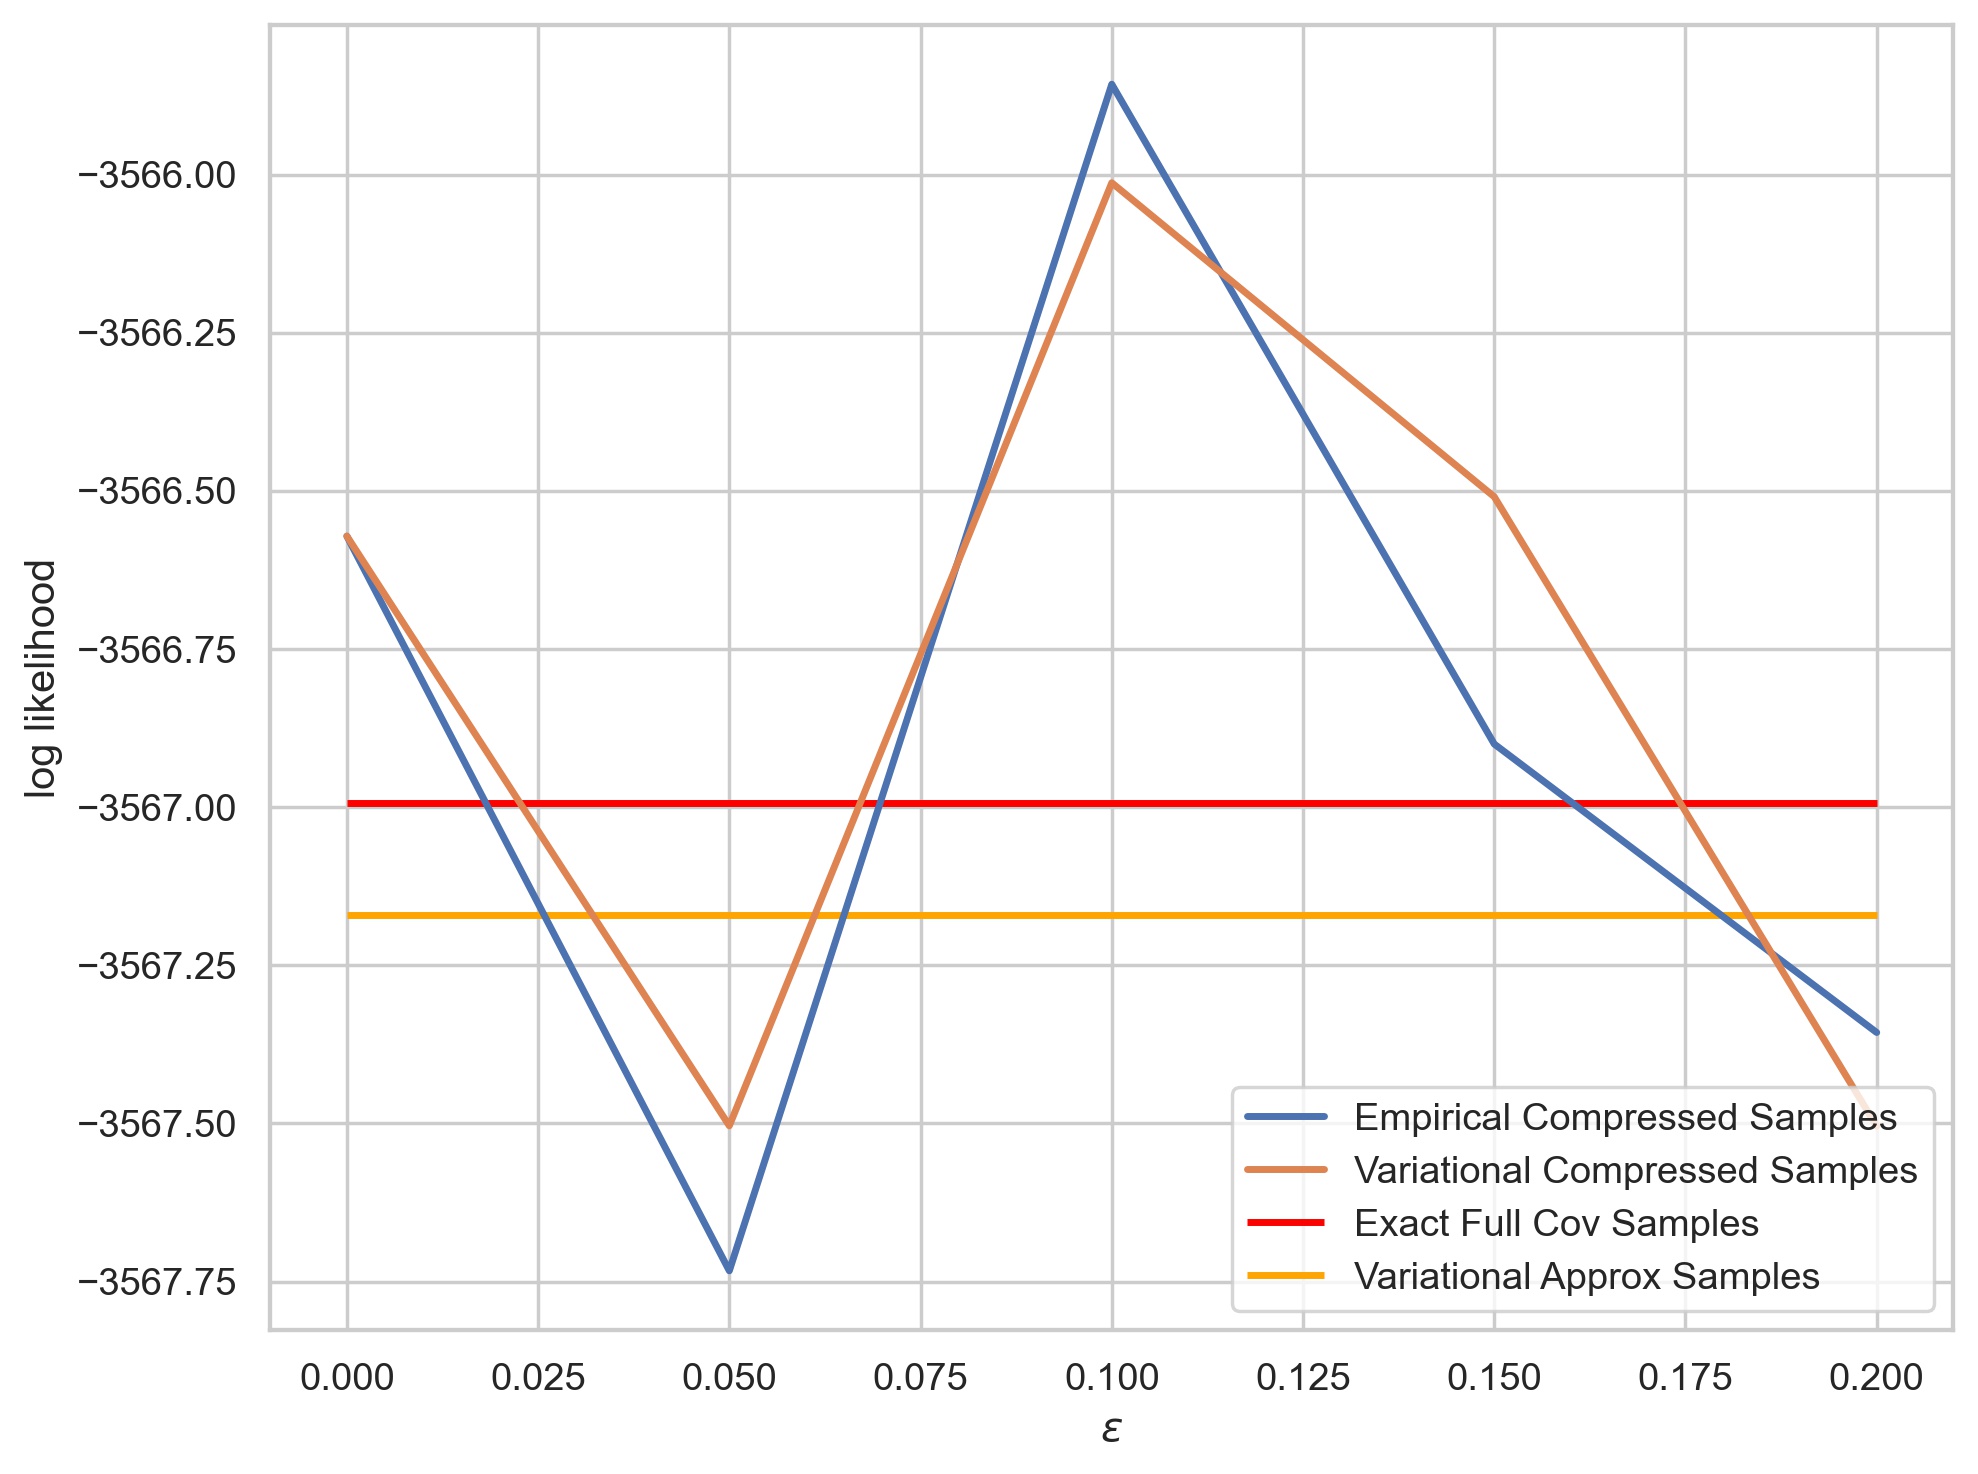 −3566.00
−3566.25
−3566.50
−3566.75
−3567.00
−3567.25
−3567.50
−3567.75
log likelihood
0.000 0.025 0.050 0.075 0.100 0.125 0.150 0.175 0.200
ε
Empirical Compressed Samples
Variational Compressed Samples
Exact Full Cov Samples
Variational Approx Samples